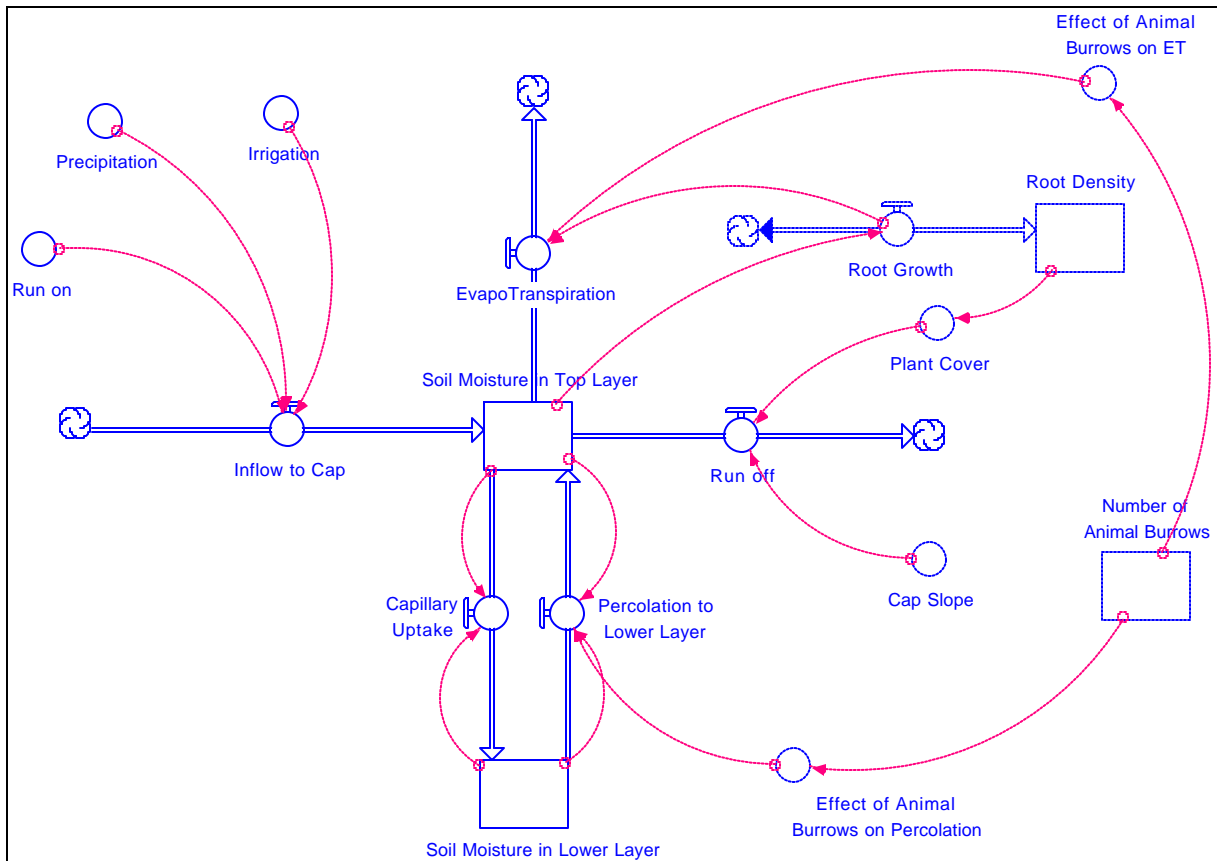 Effect of Animal
Burrows on ET
Precipitation
Irrigation
Root Density
Run on
EvapoTranspiration
Root Growth
Plant Cover
Soil Moisture in Top Layer
Inflow to Cap
Run off
Number of
Animal Burrows
Capillary
Uptake
Percolation to
Lower Layer
Cap Slope
Effect of Animal
Burrows on Percolation
Soil Moisture in Lower Layer